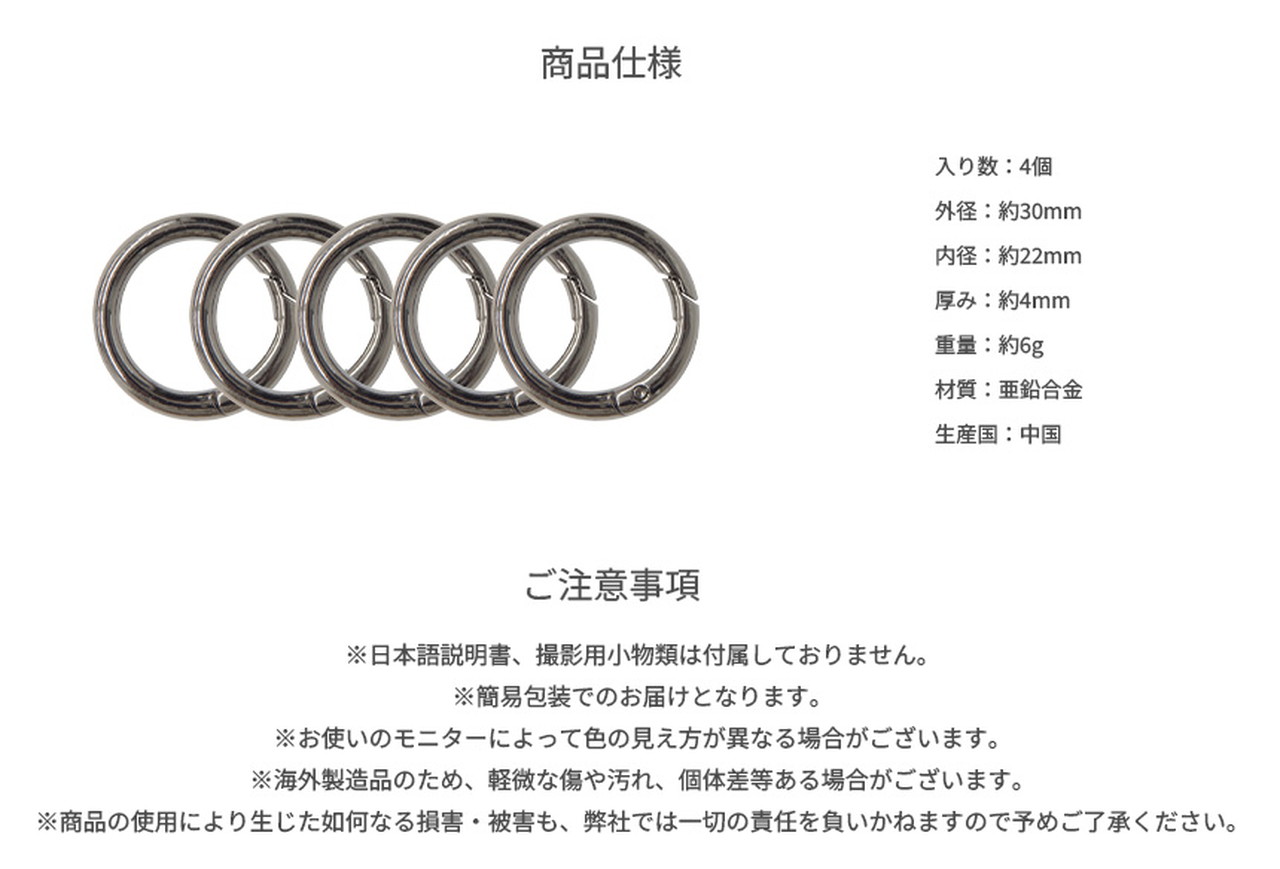 商品仕様
入り数：4個
外径：約30mm
内径：約22mm
厚み：約4mm
重量：約6g
材質：亜鉛合金
生産国：中国
ご注意事項
※日本語説明書、撮影用小物類は付属しておりません。
※簡易包装でのお届けとなります。
※お使いのモニターによって色の見え方が異なる場合がございます。
※海外製造品のため、軽微な傷や汚れ、個体差等ある場合がございます。
※商品の使用により生じた如何なる損害・被害も、弊社では一切の責任を負いかねますので予めご了承ください。